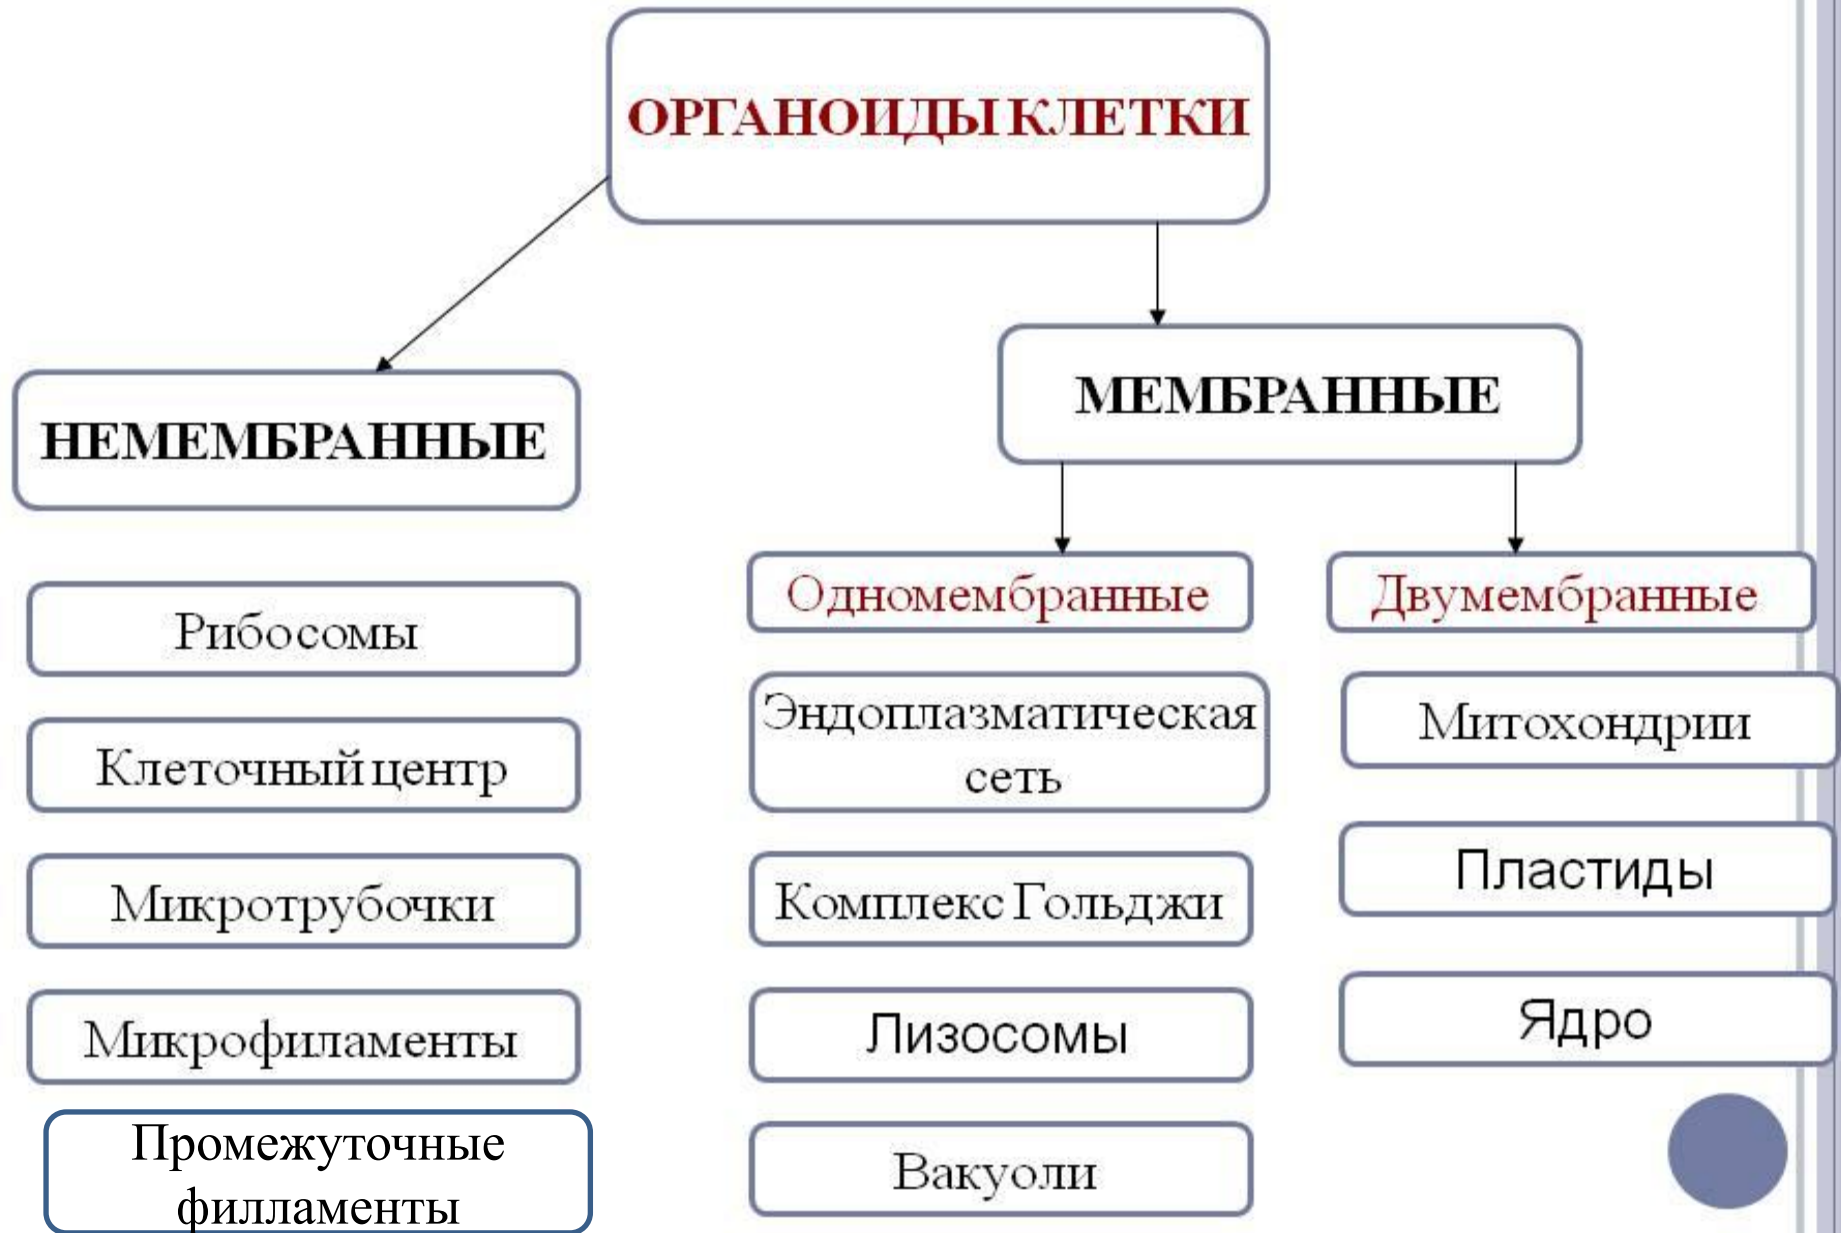 ОРГАНОИДЫ КЛЕТКИ
НЕМЕМБРАННЫЕ
МЕМБРАННЫЕ
Рибосомы
Клеточный центр
Микротрубочки
Микрофиламенты
Промежуточные
филламенты
Одномембранные
Эндоплазматическая
сеть
Комплекс Гольджи
Лизосомы
Вакуоли
Двумембранные
Митохондрии
Пластиды
Ядро